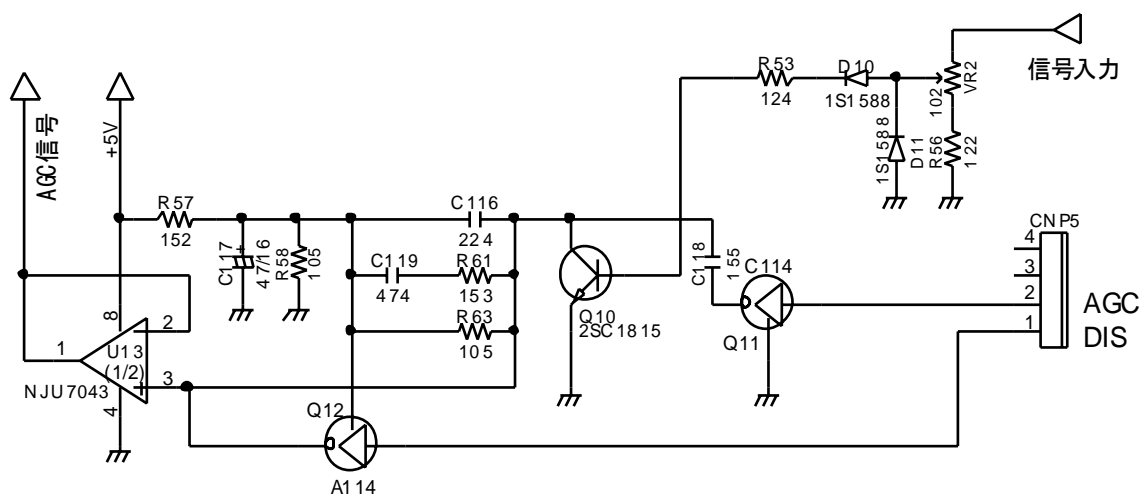 信号入力
R53
124
D10
1S1588
102
VR2
1S1588
D11
R56
122
AGC信号
+5V
R57
152
C117
+
47/16
R58
105
C116
224
C119
474
R61
153
R63
105
Q10
2SC1815
C118
155
C114
Q11
CNP5
4
3
2
1
AGC
DIS
8
2
1
U13
(1/2)
3
NJU7043
4
Q12
A114